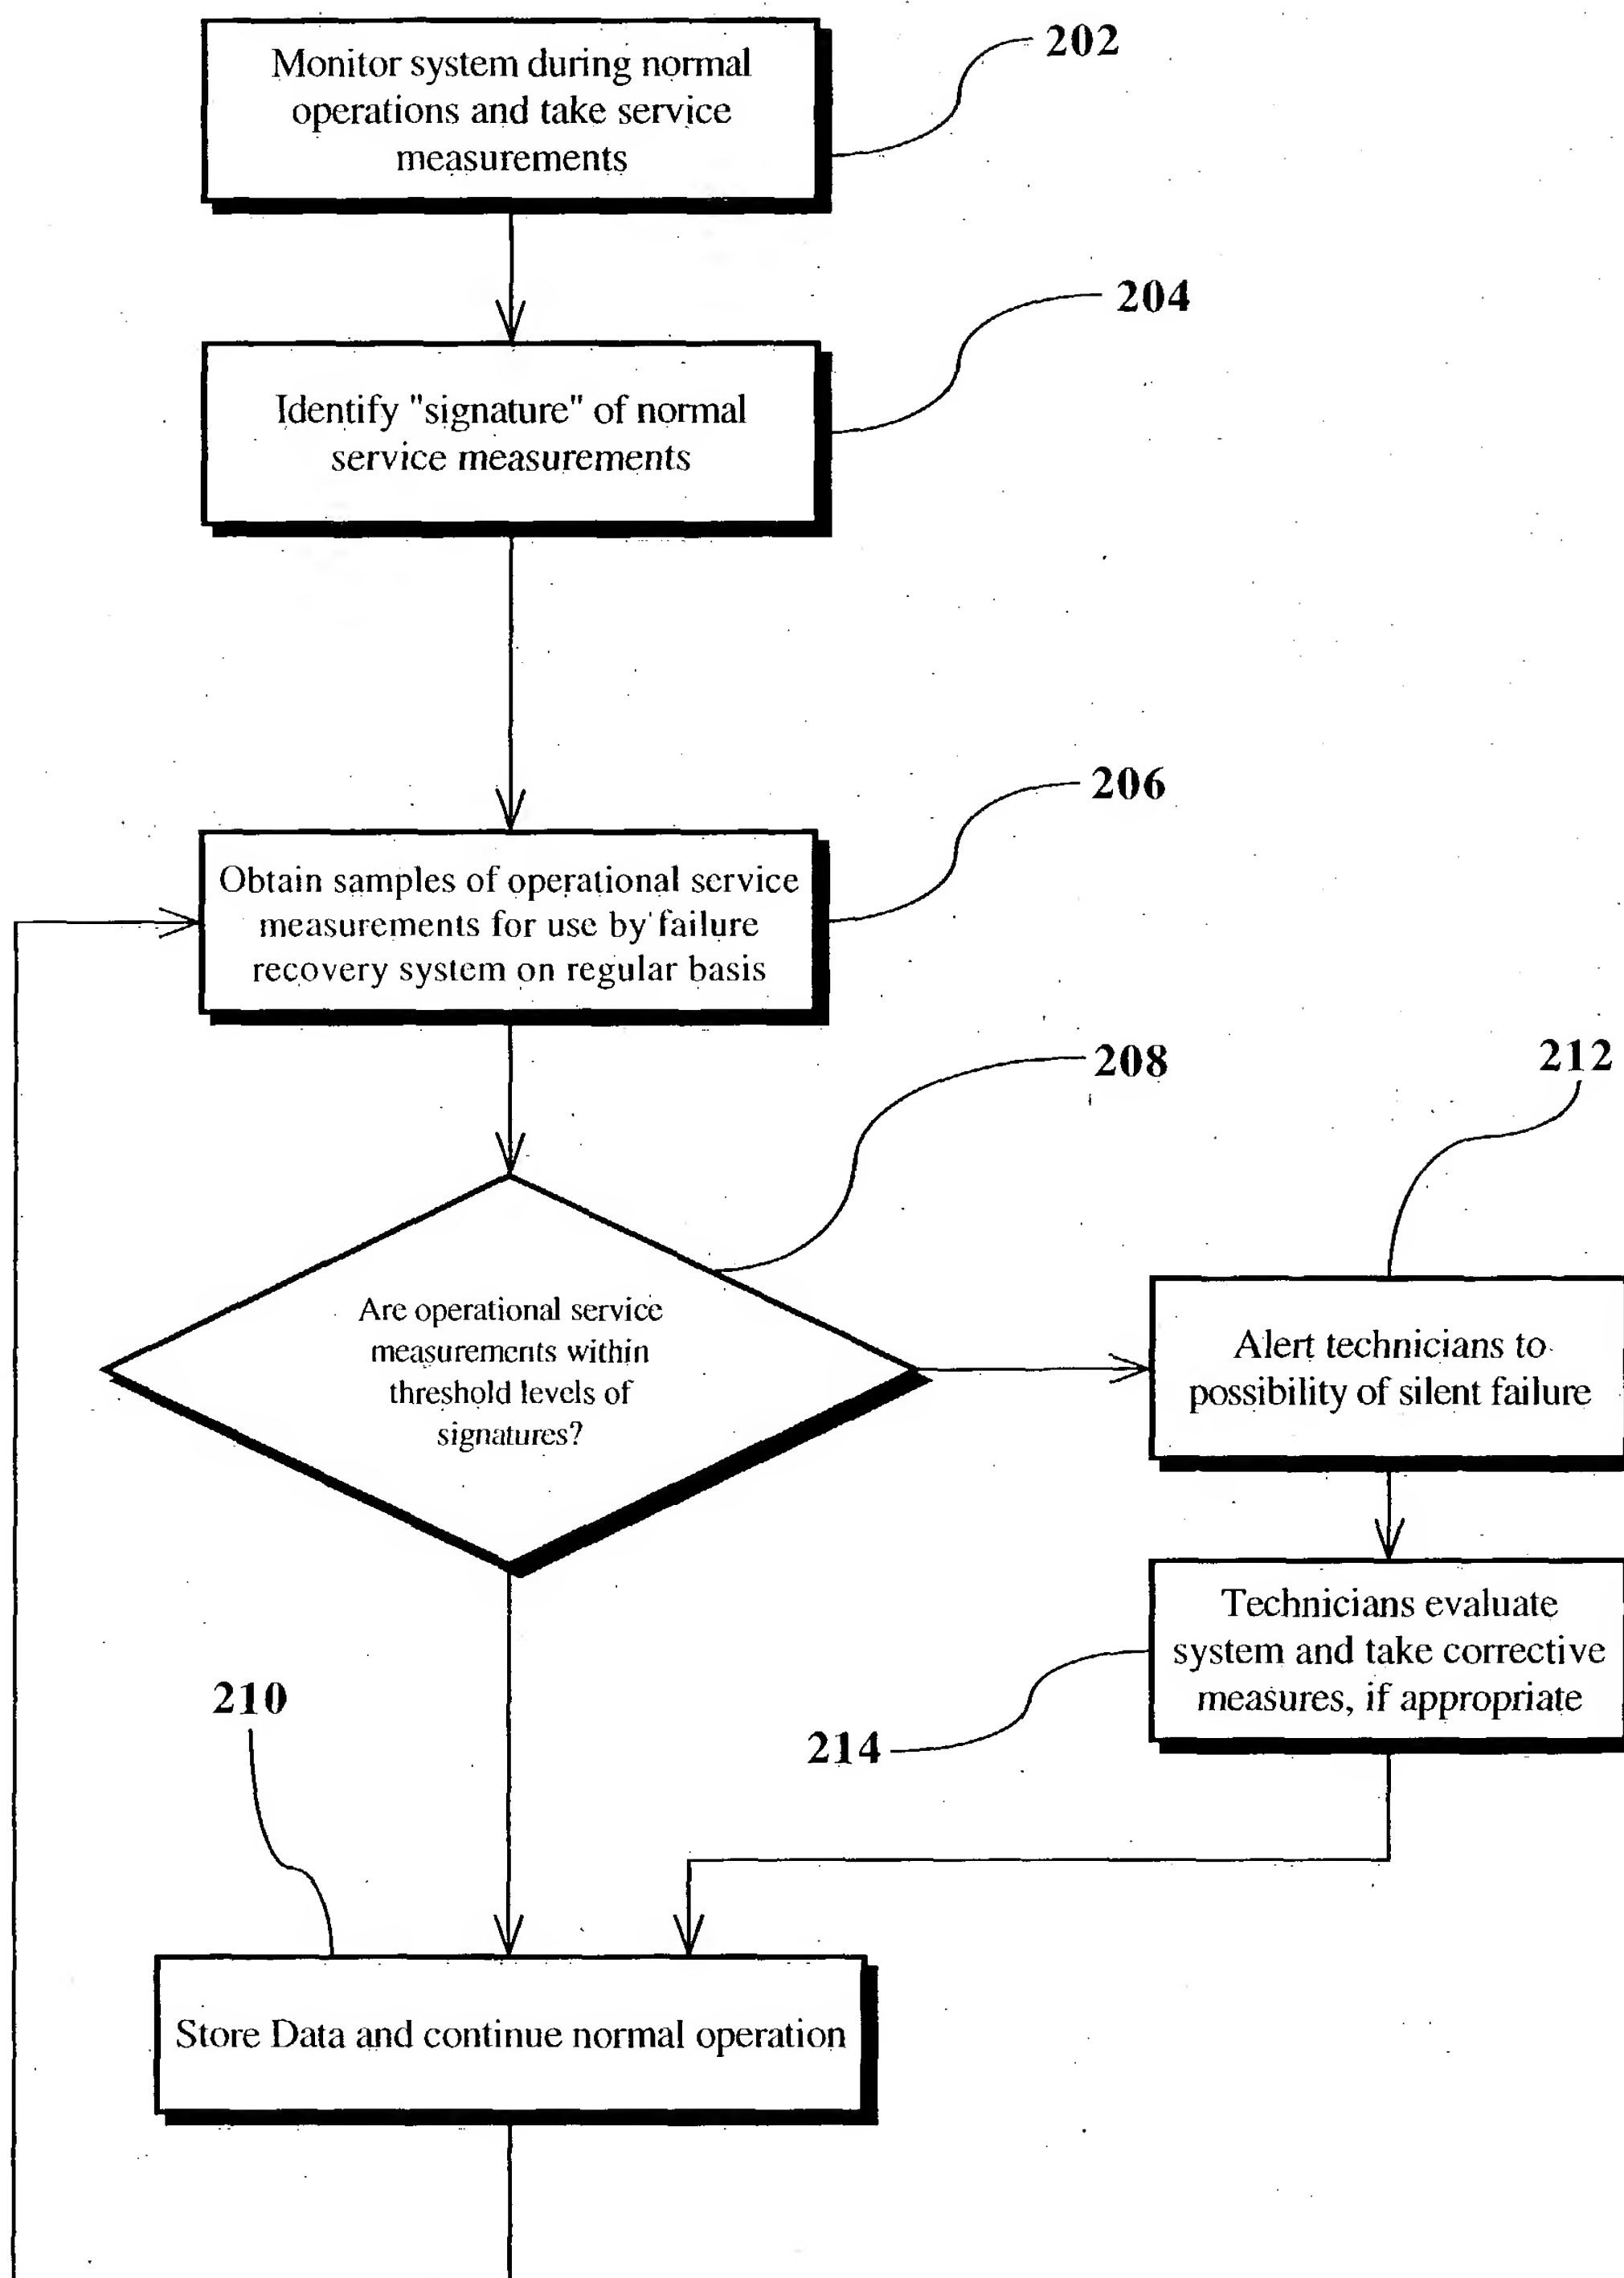 202
Monitor system during normal
operations and take service
measurements
204
Identify "signature" of normal
service measurements
206
Obtain samples of operational service
measurements for use by failure
recovery system on regular basis
208
212
Are operational service
measurements within
threshold levels of
signatures?
Alert technicians to
possibility of silent failure
Technicians evaluate
system and take corrective
measures, if appropriate
210
214
Store Data and continue normal operation